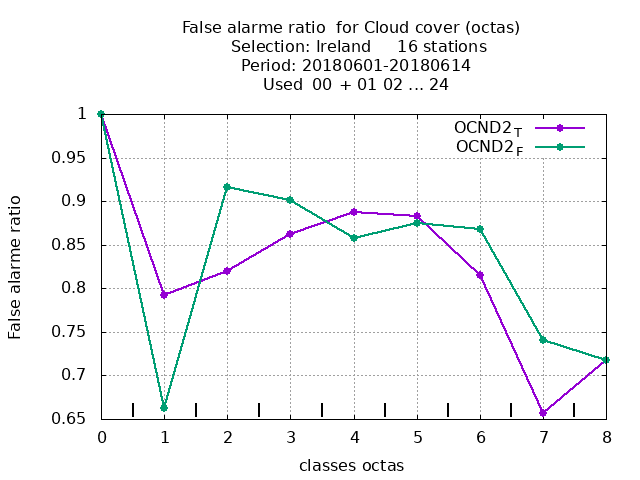 False alarme ratio  for Cloud cover (octas)
Selection: Ireland     16 stations
Period: 20180601-20180614
Used  00 + 01 02 ... 24
OCND2T
OCND2F
1
0.95
0.9
0.85
0.8
0.75
0.7
0.65
False alarme ratio
0 1 2 3 4 5 6 7 8
classes octas